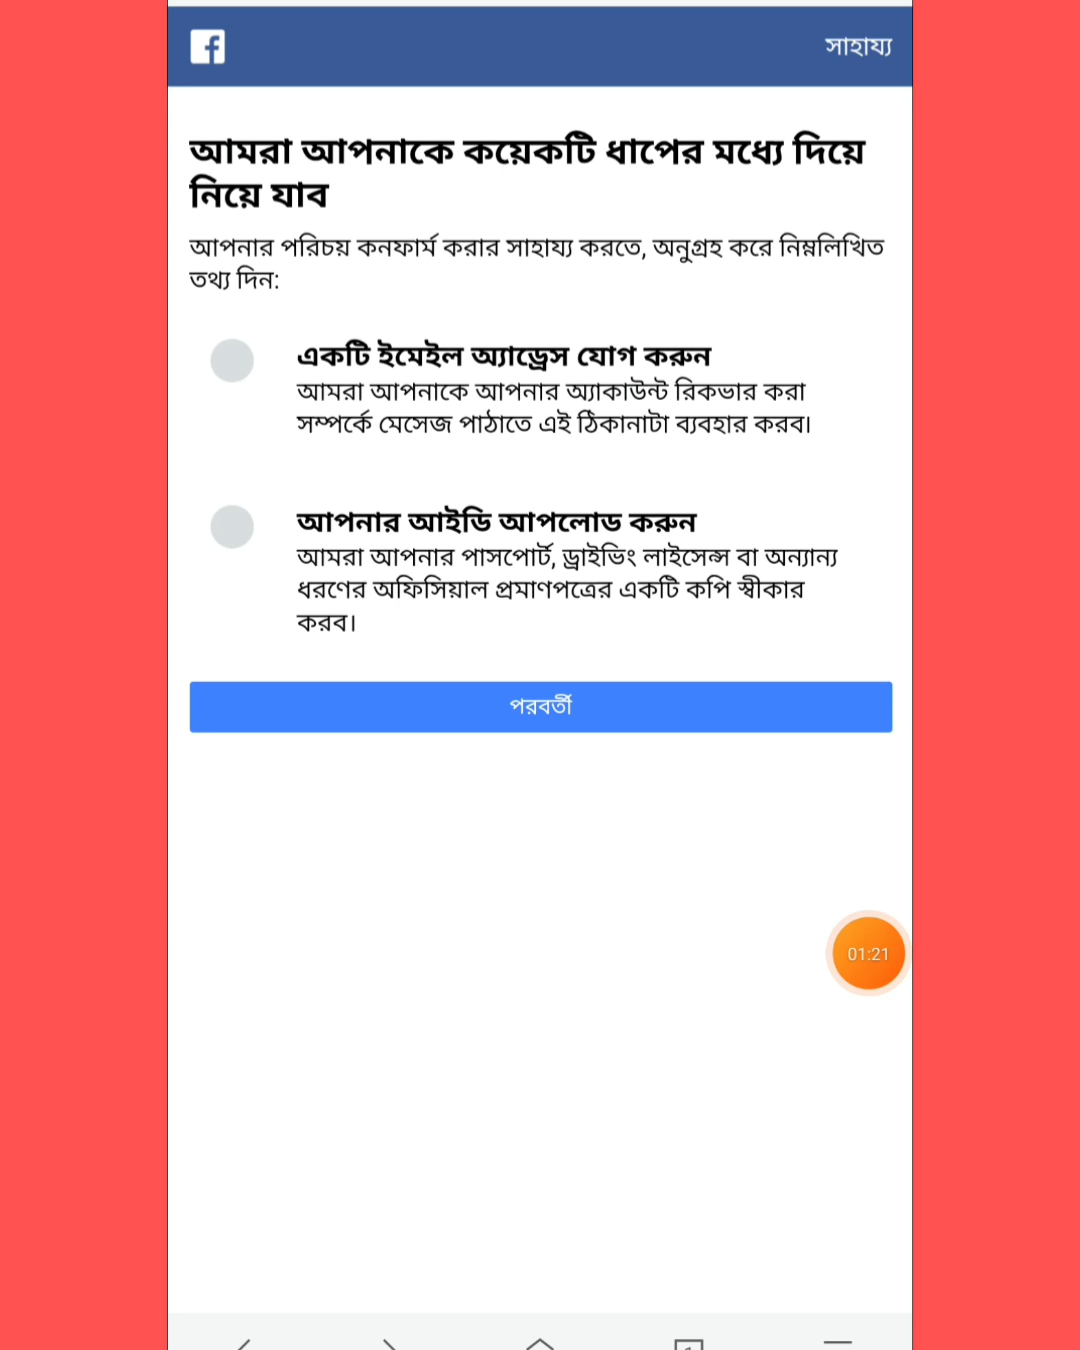 সাহায্য
আমরা আপনাকে কয়েকটি ধাপের মধ্যে দিয়ে
নিয়ে যাব
আপনার পরিচয় কনফার্ম করার সাহায্য করতে, অনুগ্রহ করে নিম্নলিখিত
তথ্য দিন:
একটি ইমেইল অ্যাড্রেস যোগ করুন
আমরা আপনাকে আপনার অ্যাকাউন্ট রিকভার করা
সম্পর্কে মেসেজ পাঠাতে এই ঠিকানাটা ব্যবহার করব।
আপনার আইডি আপলোড করুন
আমরা আপনার পাসপোর্ট, ড্রাইভিং লাইসেন্স বা অন্যান্য
ধরণের অফিসিয়াল প্রমাণপত্রের একটি কপি স্বীকার
করব।
পরবর্তী
01:21